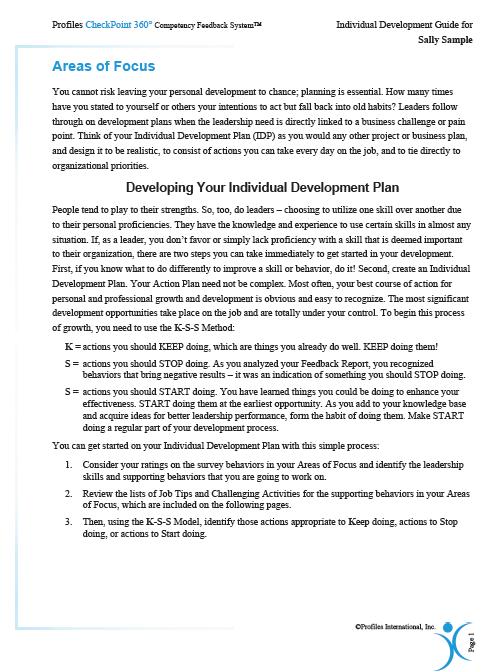 Profiles CheckPoint 360° Competency Feedback System™
Individual Development Guide for
Sally Sample
Areas of Focus
You cannot risk leaving your personal development to chance; planning is essential. How many times
have you stated to yourself or others your intentions to act but fall back into old habits? Leaders follow
through on development plans when the leadership need is directly linked to a business challenge or pain
point. Think of your Individual Development Plan (IDP) as you would any other project or business plan,
and design it to be realistic, to consist of actions you can take every day on the job, and to tie directly to
organizational priorities.
Developing Your Individual Development Plan
People tend to play to their strengths. So, too, do leaders – choosing to utilize one skill over another due
to their personal proficiencies. They have the knowledge and experience to use certain skills in almost any
situation. If, as a leader, you don't favor or simply lack proficiency with a skill that is deemed important
to their organization, there are two steps you can take immediately to get started in your development.
First, if you know what to do differently to improve a skill or behavior, do it! Second, create an Individual
Development Plan. Your Action Plan need not be complex. Most often, your best course of action for
personal and professional growth and development is obvious and easy to recognize. The most significant
development opportunities take place on the job and are totally under your control. To begin this process
of growth, you need to use the K-S-S Method:
K = actions you should KEEP doing, which are things you already do well. KEEP doing them!
S = actions you should STOP doing. As you analyzed your Feedback Report, you recognized
behaviors that bring negative results – it was an indication of something you should STOP doing.
S = actions you should START doing. You have learned things you could be doing to enhance your
effectiveness. START doing them at the earliest opportunity. As you add to your knowledge base
and acquire ideas for better leadership performance, form the habit of doing them. Make START
doing a regular part of your development process.
You can get started on your Individual Development Plan with this simple process:
1. Consider your ratings on the survey behaviors in your Areas of Focus and identify the leadership
skills and supporting behaviors that you are going to work on.
2. Review the lists of Job Tips and Challenging Activities for the supporting behaviors in your Areas
of Focus, which are included on the following pages.
3. Then, using the K-S-S Model, identify those actions appropriate to Keep doing, actions to Stop
doing, or actions to Start doing.
©Profiles International, Inc.
Page 1